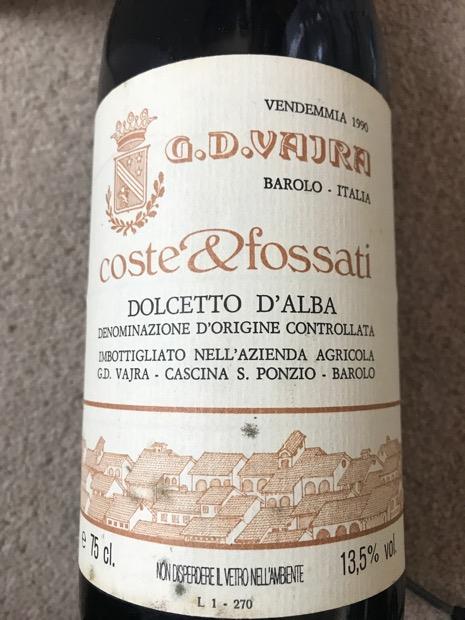 VENDEMMIA 1990
G.D.VAJRA
BAROLO - ITALIA
coste&fossati
DOLCETTO D'ALBA
DENOMINAZIONE D'ORIGINE CONTROLLATA
IMBOTTIGLIATO NELL'AZIENDA AGRICOLA
G.D. VAJRA - CASCINA S. PONZIO - BAROLO
e 75 cl.
NON DISPERDERE IL VETRO NELL'AMBIENTE
13,5% vol.
L 1 - 270